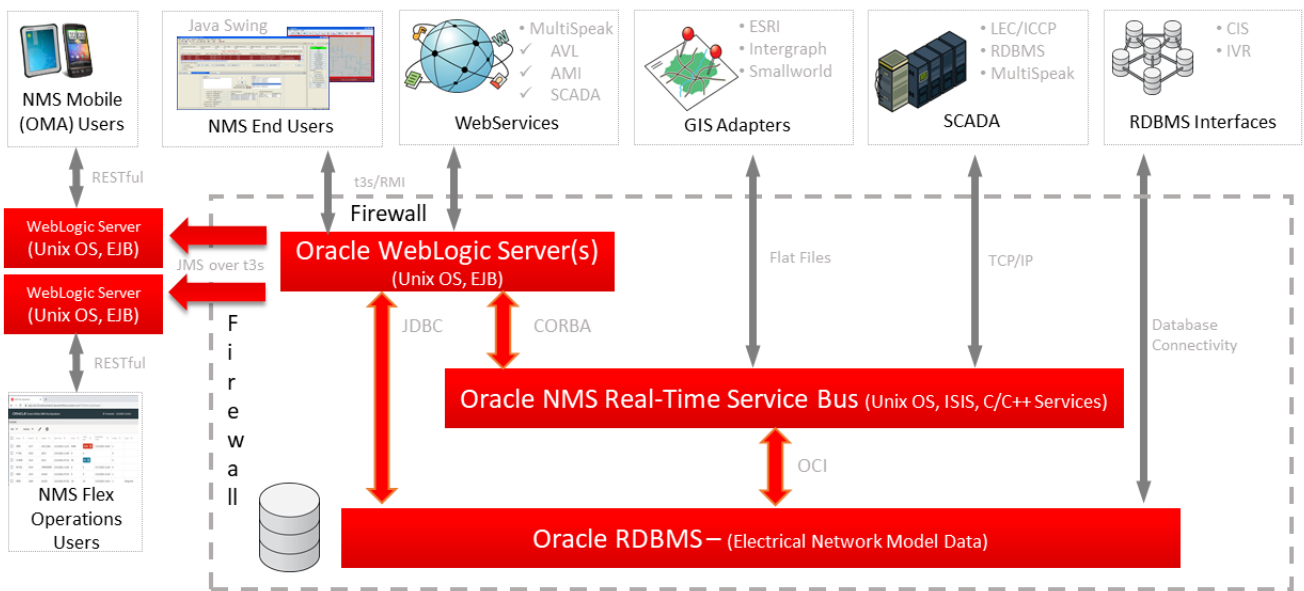 NMS Mobile
(OMA) Users
Java Swing
NMS End Users
• MultiSpeak
✓ AVL
✓ AMI
✓ SCADA
WebServices
• ESRI
• Intergraph
• Smallworld
GIS Adapters
• LEC/ICCP
• RDBMS
• MultiSpeak
SCADA
• CIS
• IVR
RDBMS Interfaces
RESTful
t3s/RMI
Firewall
WebLogic Server
(Unix OS, EJB)
JMS over t3s
WebLogic Server
(Unix OS, EJB)
Oracle WebLogic Server(s)
(Unix OS, EJB)
Flat Files
TCP/IP
Database
Connectivity
Firewall
JDBC
CORBA
RESTful
Oracle NMS Real-Time Service Bus (Unix OS, ISIS, C/C++ Services)
OCI
NMS Flex
Operations
Users
Oracle RDBMS – (Electrical Network Model Data)